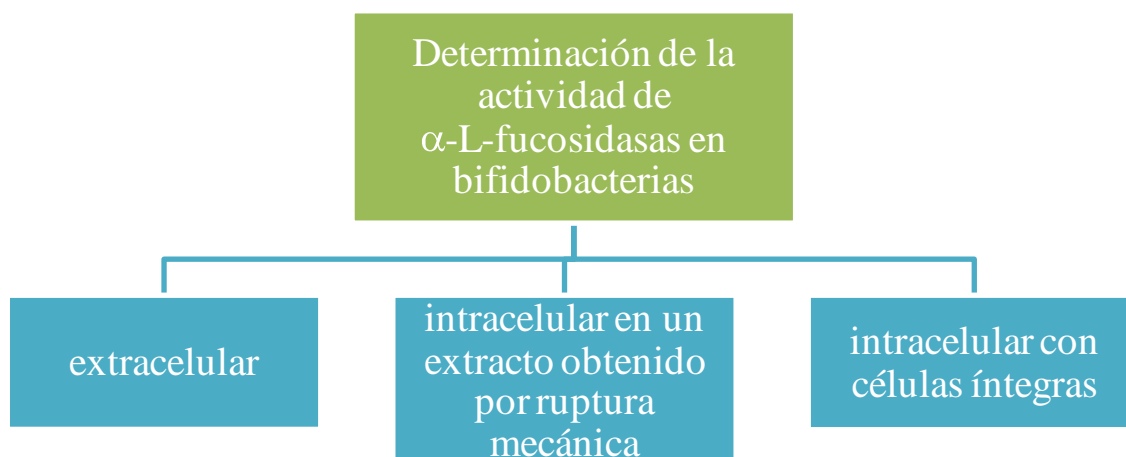 Determinación de la
actividad de
α-L-fucosidasas en
bifidobacterias
extracelular
intracelular en un
extracto obtenido
por ruptura
mecánica
intracelular con
células íntegras